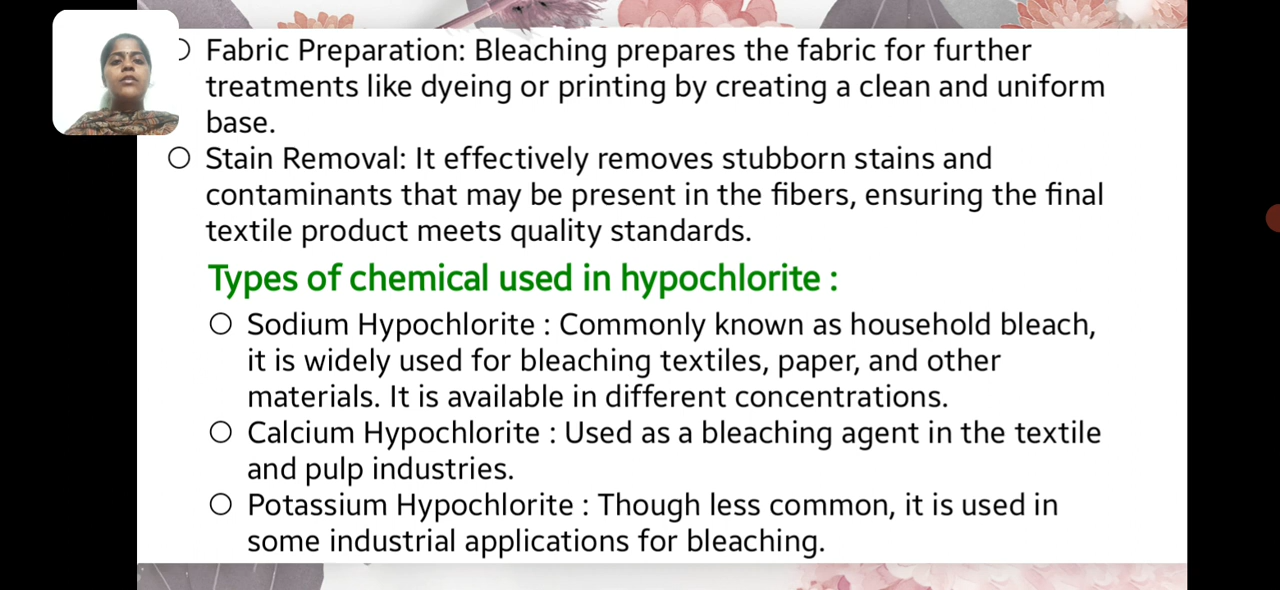 Fabric Preparation: Bleaching prepares the fabric for further
treatments like dyeing or printing by creating a clean and uniform
base.
Stain Removal: It effectively removes stubborn stains and
contaminants that may be present in the fibers, ensuring the final
textile product meets quality standards.
Types of chemical used in hypochlorite :
Sodium Hypochlorite : Commonly known as household bleach,
it is widely used for bleaching textiles, paper, and other
materials. It is available in different concentrations.
Calcium Hypochlorite : Used as a bleaching agent in the textile
and pulp industries.
Potassium Hypochlorite : Though less common, it is used in
some industrial applications for bleaching.